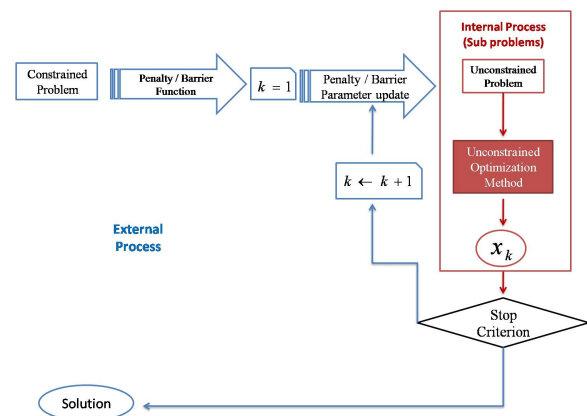 Constrained
Problem
Penalty / Barrier
Function
k = 1
Penalty / Barrier
Parameter update
Internal Process
(Sub problems)
Unconstrained
Problem
Unconstrained
Optimization
Method
x_k
k ← k + 1
External
Process
Stop
Criterion
Solution